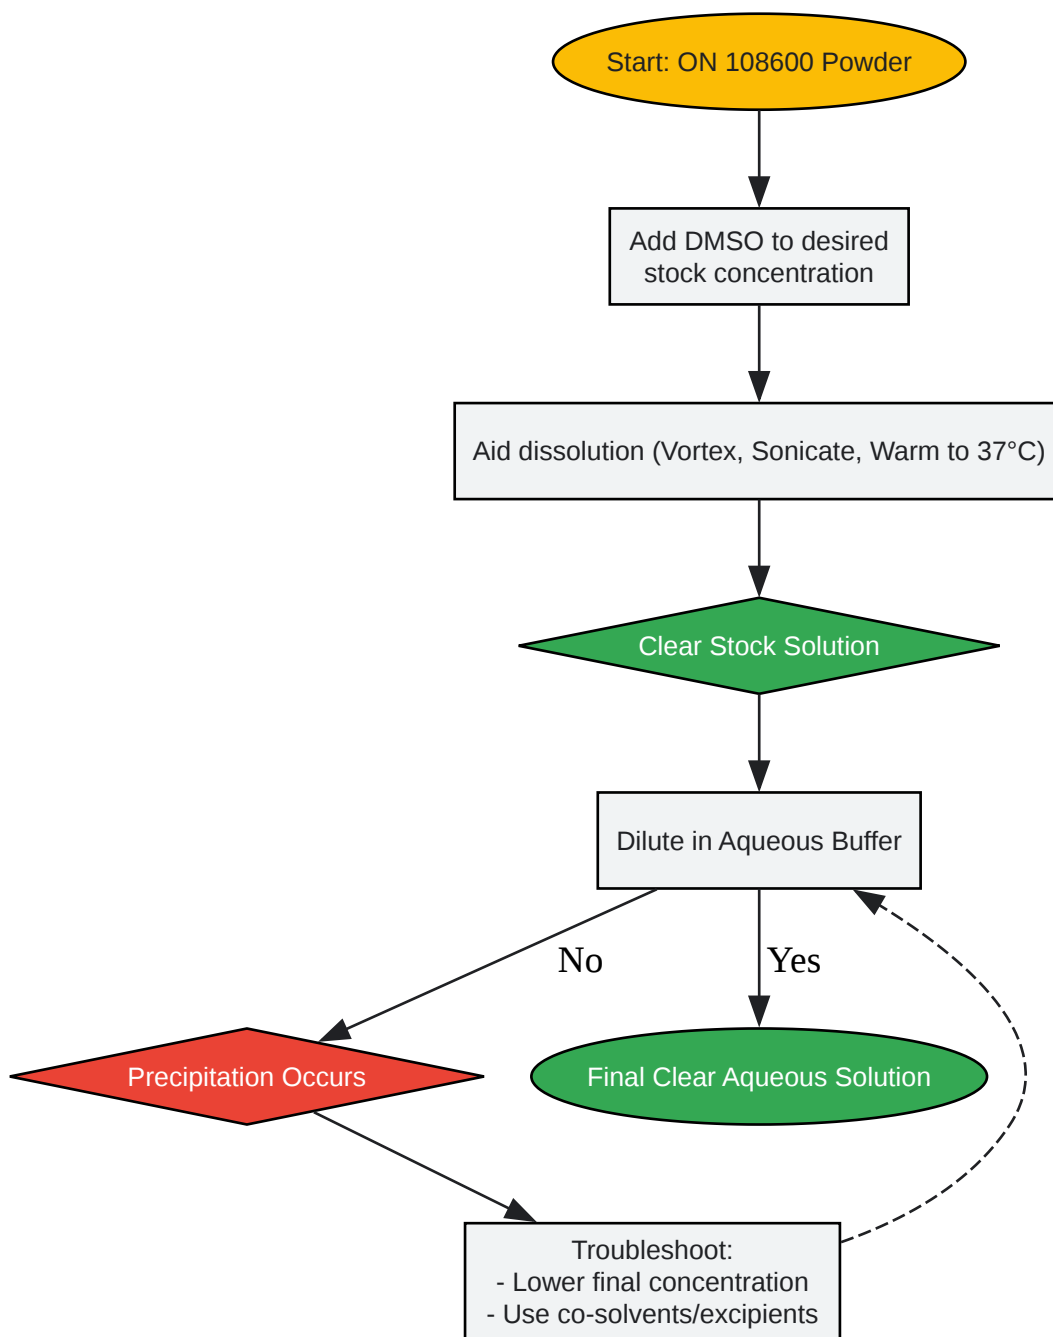 Start: ON 108600 Powder
Add DMSO to desired
stock concentration
Aid dissolution (Vortex, Sonicate, Warm to 37°C)
Clear Stock Solution
Dilute in Aqueous Buffer
No
Yes
Precipitation Occurs
Final Clear Aqueous Solution
Troubleshoot:
- Lower final concentration
- Use co-solvents/excipients